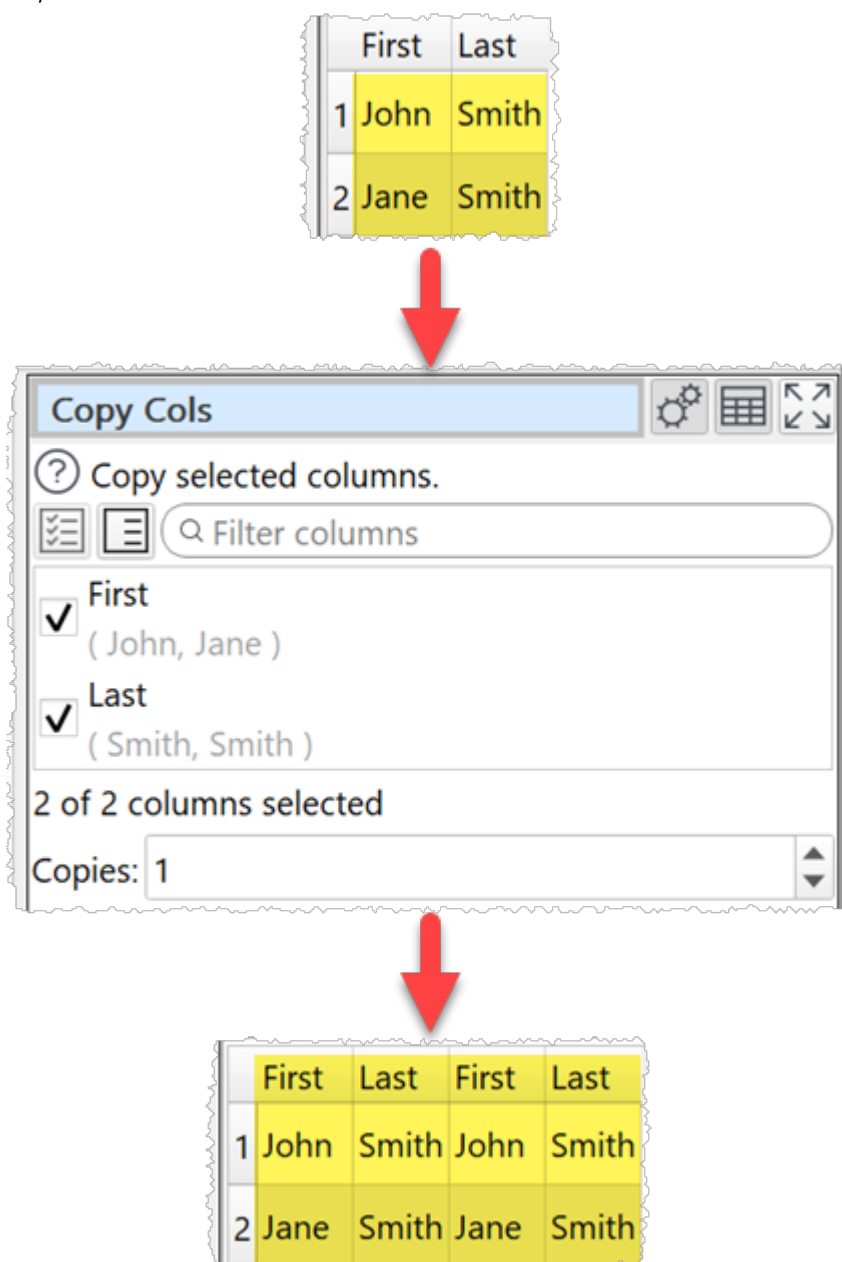 First Last
1 John Smith
2 Jane Smith
Copy Cols
? Copy selected columns.
Filter columns
First
( John, Jane )
Last
( Smith, Smith )
2 of 2 columns selected
Copies: 1
First Last First Last
1 John Smith John Smith
2 Jane Smith Jane Smith